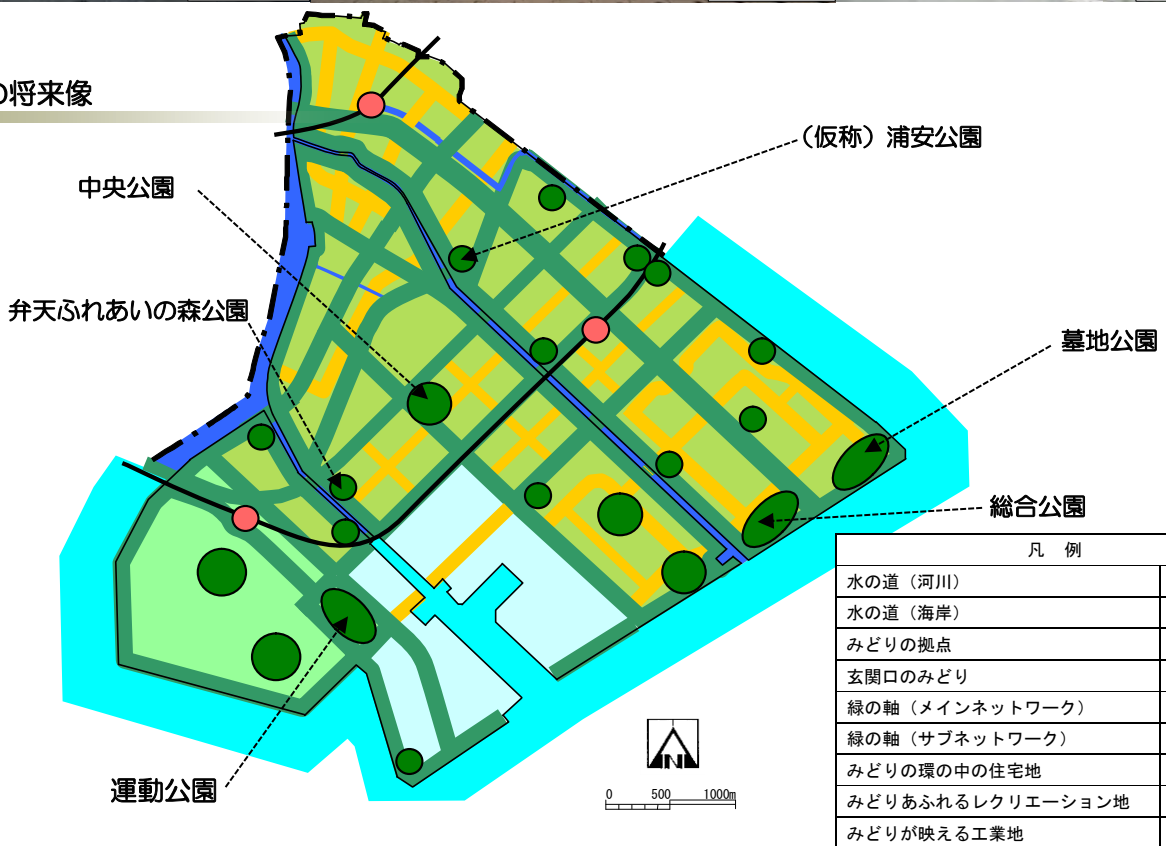 の将来像
（仮称）浦安公園
中央公園
弁天ふれあいの森公園
墓地公園
総合公園
運動公園
N
0 500 1000m
凡 例
水の道（河川）
水の道（海岸）
みどりの拠点
玄関口のみどり
緑の軸（メインネットワーク）
緑の軸（サブネットワーク）
みどりの環の中の住宅地
みどりあふれるレクリエーション地
みどりが映える工業地